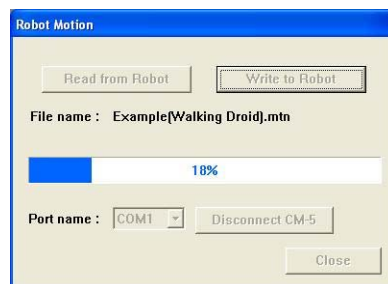 Robot Motion
Read from Robot Write to Robot
File name : Example(Walking Droid).mtn
18%
Port name : COM1 Disconnect CM-5
Close